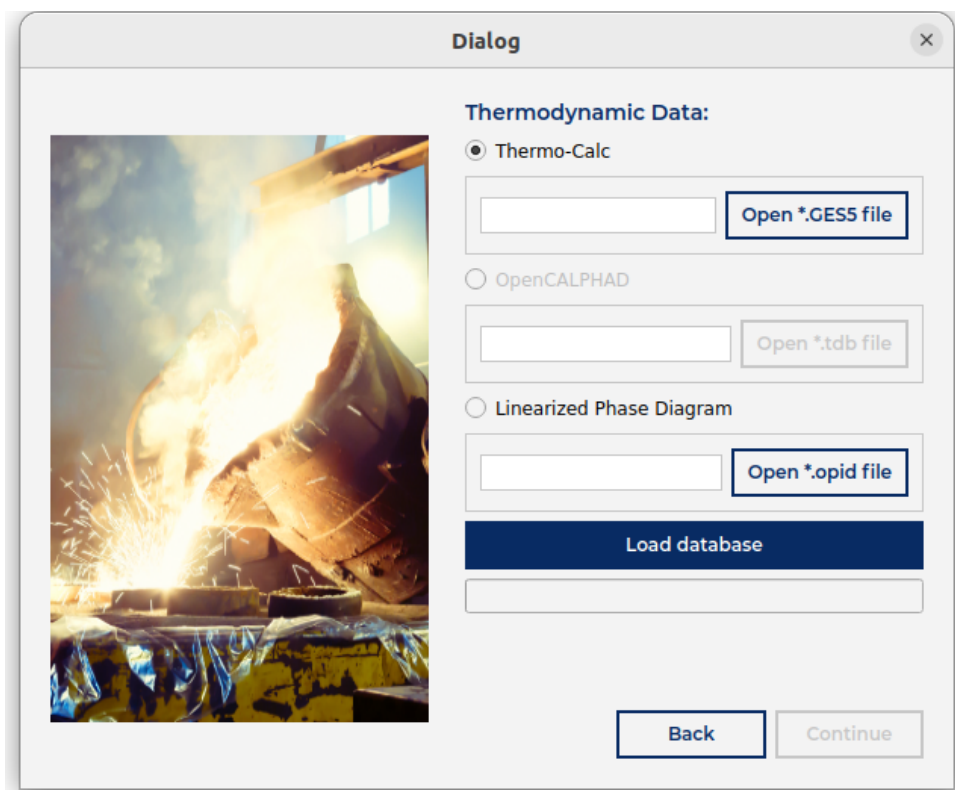 Dialog
Thermodynamic Data:
Thermo-Calc
Open *.GES5 file
OpenCALPHAD
Open *.tdb file
Linearized Phase Diagram
Open *.opid file
Load database
Back
Continue